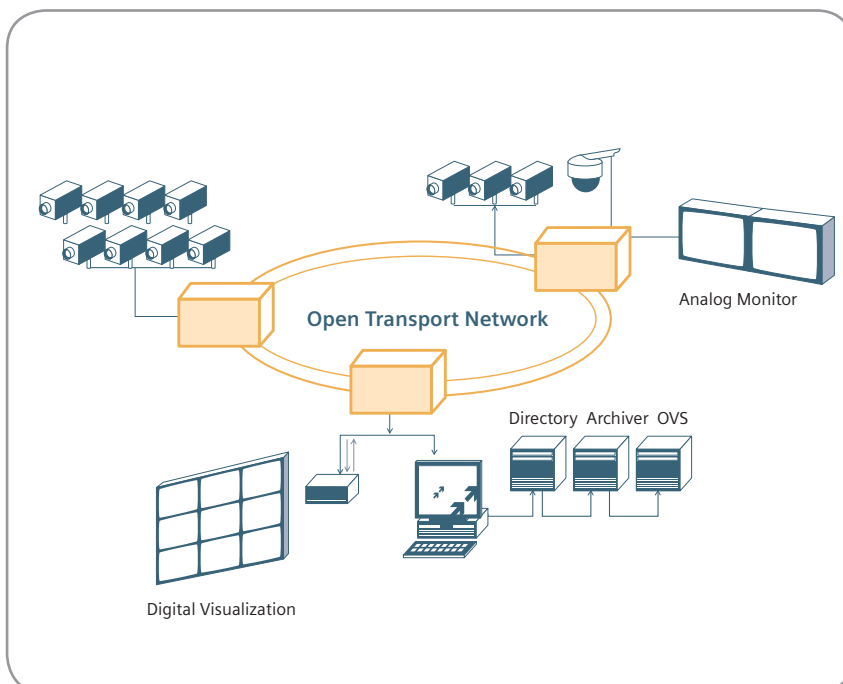 Analog Monitor
Open Transport Network
Directory Archiver OVS
Digital Visualization